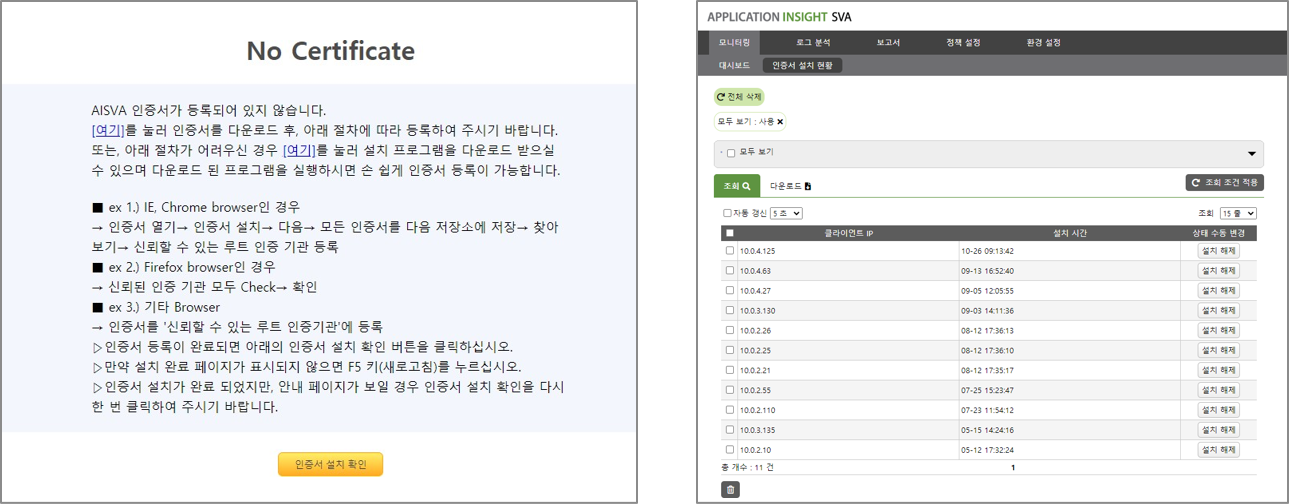 No Certificate
AISVA 인증서가 등록되어 있지 않습니다.
[여기]를 눌러 인증서를 다운로드 후, 아래 절차에 따라 등록하여 주시기 바랍니다.
또는, 아래 절차가 어려우신 경우 [여기]를 눌러 설치 프로그램을 다운로드 받으실
수 있으며 다운로드 된 프로그램을 실행하시면 손 쉽게 인증서 등록이 가능합니다.
■ ex 1.) IE, Chrome browser인 경우
→ 인증서 열기→ 인증서 설치→ 다음→ 모든 인증서를 다음 저장소에 저장→ 찾아
보기→ 신뢰할 수 있는 루트 인증 기관 등록
■ ex 2.) Firefox browser인 경우
→ 신뢰된 인증 기관 모두 Check→ 확인
■ ex 3.) 기타 Browser
→ 인증서를 '신뢰할 수 있는 루트 인증기관'에 등록
▷인증서 등록이 완료되면 아래의 인증서 설치 확인 버튼을 클릭하십시오.
▷만약 설치 완료 페이지가 표시되지 않으면 F5 키(새로고침)를 누르십시오.
▷인증서 설치가 완료 되었지만, 안내 페이지가 보일 경우 인증서 설치 확인을 다시
한 번 클릭하여 주시기 바랍니다.
인증서 설치 확인
APPLICATION INSIGHT SVA
모니터링 로그 분석 보고서 정책 설정 환경 설정
대시보드 인증서 설치 현황
전체 삭제
모두 보기 : 사용 ✖
모두 보기
조회 다운로드 조회 조건 적용
자동 갱신 5 초 조회 15 줄
클라이언트 IP 설치 시간 상태 수동 변경
10.0.4.125 10-26 09:13:42 설치 해제
10.0.4.63 09-13 16:52:40 설치 해제
10.0.4.27 09-05 12:05:55 설치 해제
10.0.3.130 09-03 14:11:36 설치 해제
10.0.2.26 08-12 17:36:13 설치 해제
10.0.2.25 08-12 17:36:10 설치 해제
10.0.2.21 08-12 17:35:17 설치 해제
10.0.2.55 07-25 15:23:47 설치 해제
10.0.2.110 07-23 11:54:12 설치 해제
10.0.3.135 05-15 14:24:16 설치 해제
10.0.2.10 05-12 17:32:24 설치 해제
총 개수 : 11 건 1